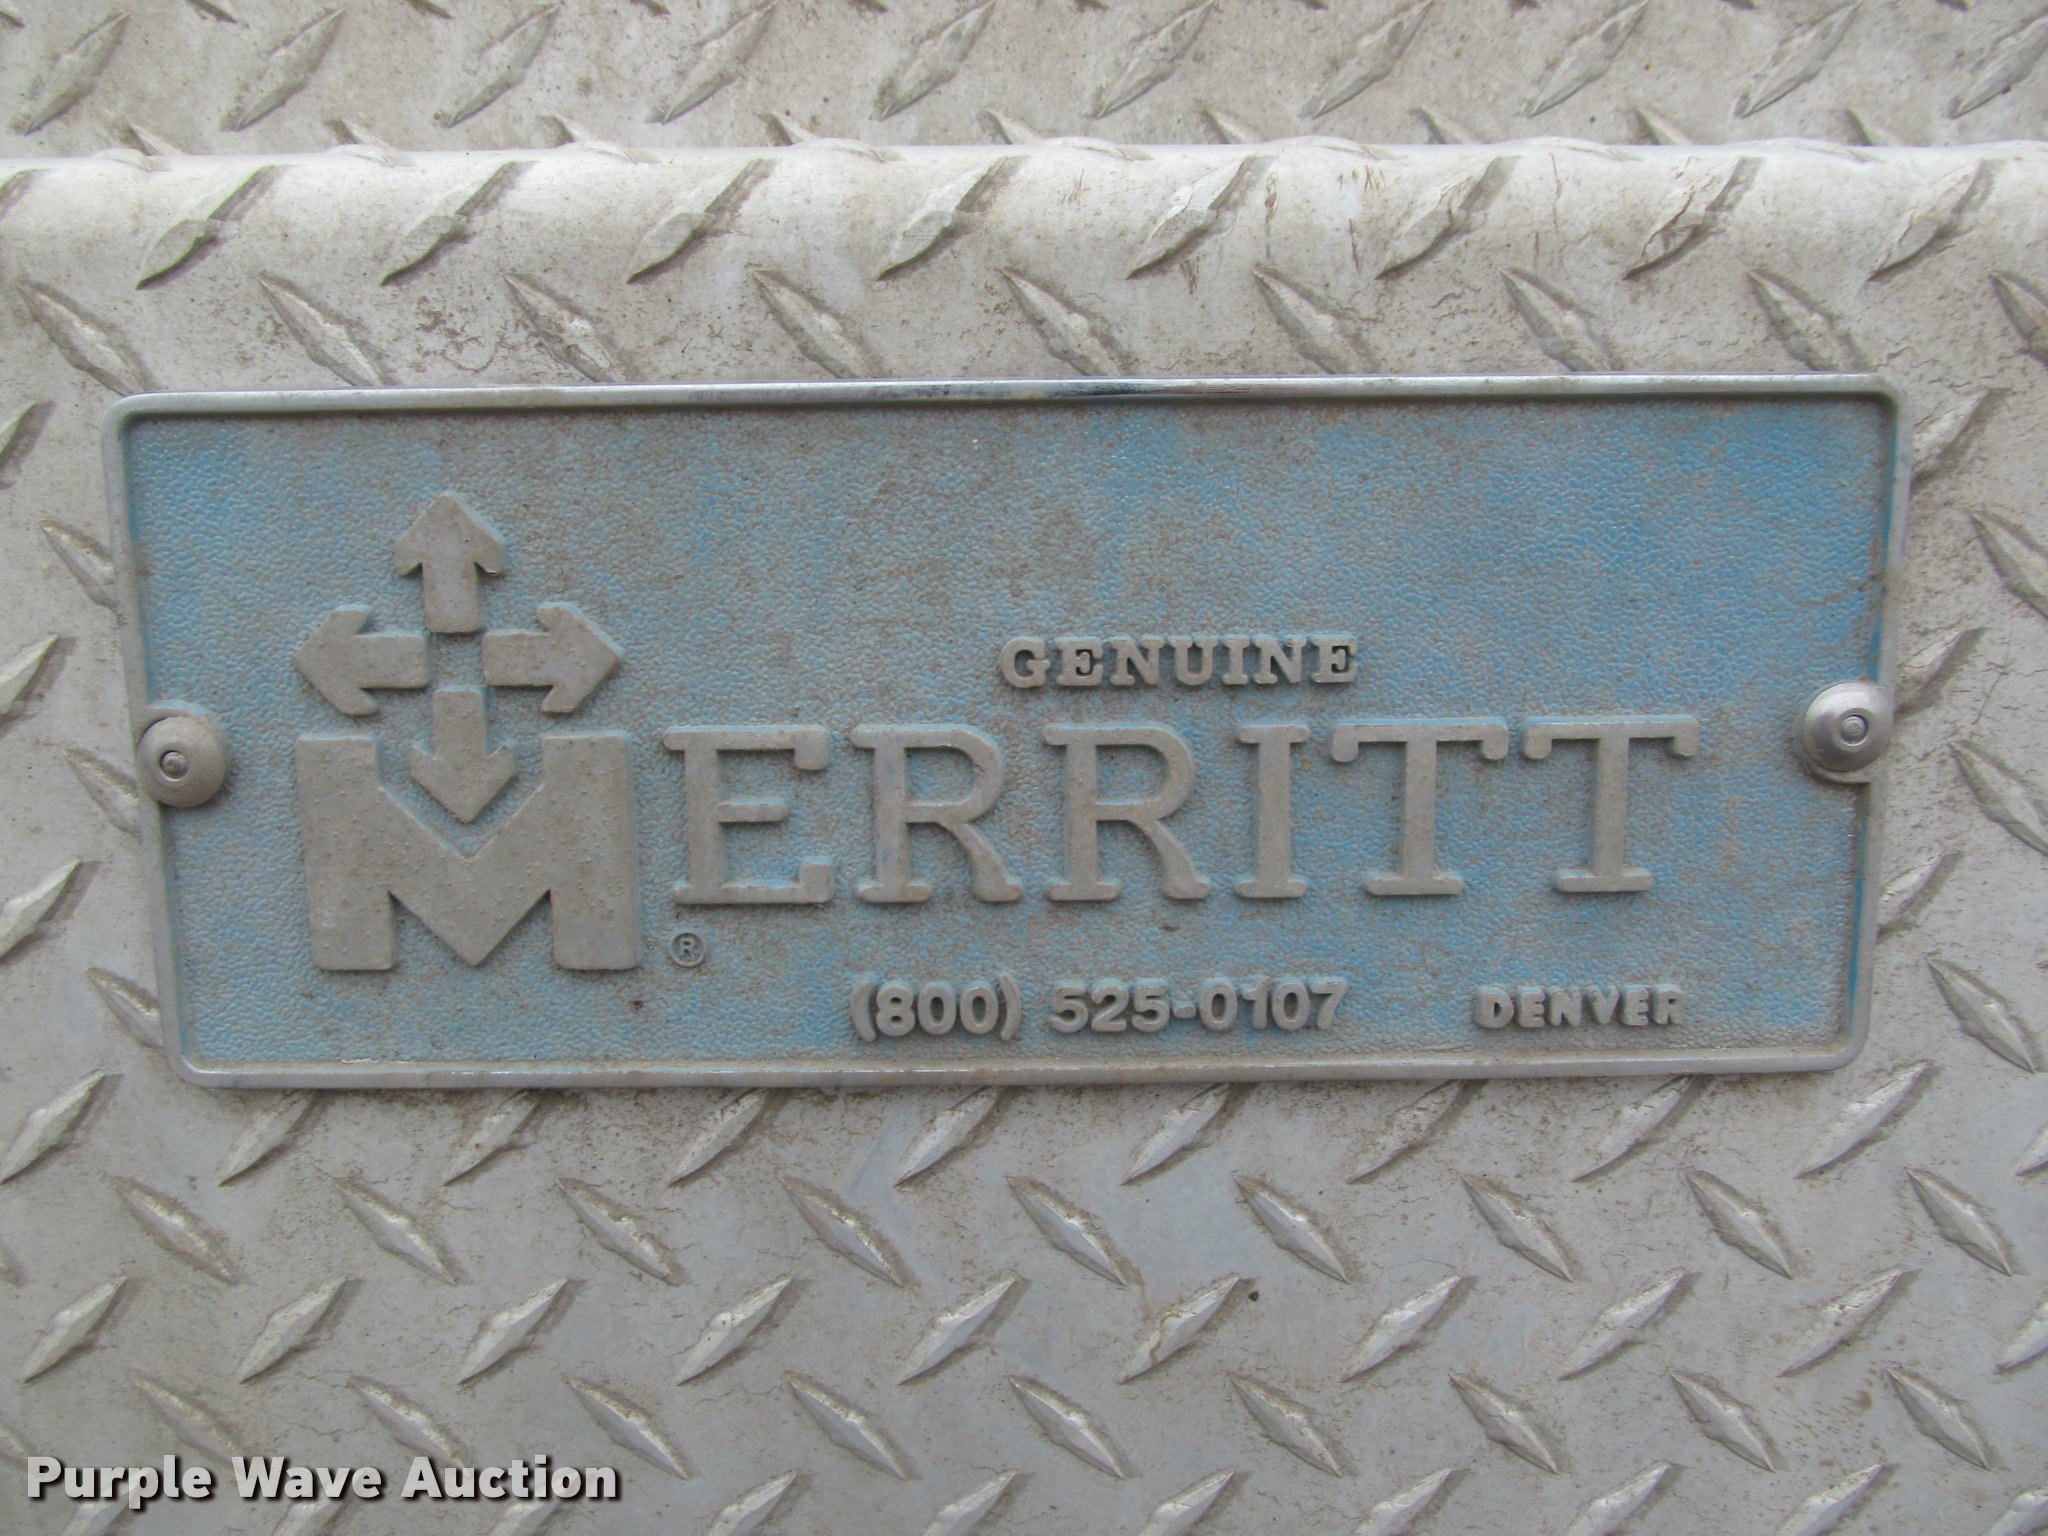 GENUINE
MERRITT
®
(800) 525-0107 DENVER
Purple Wave Auction